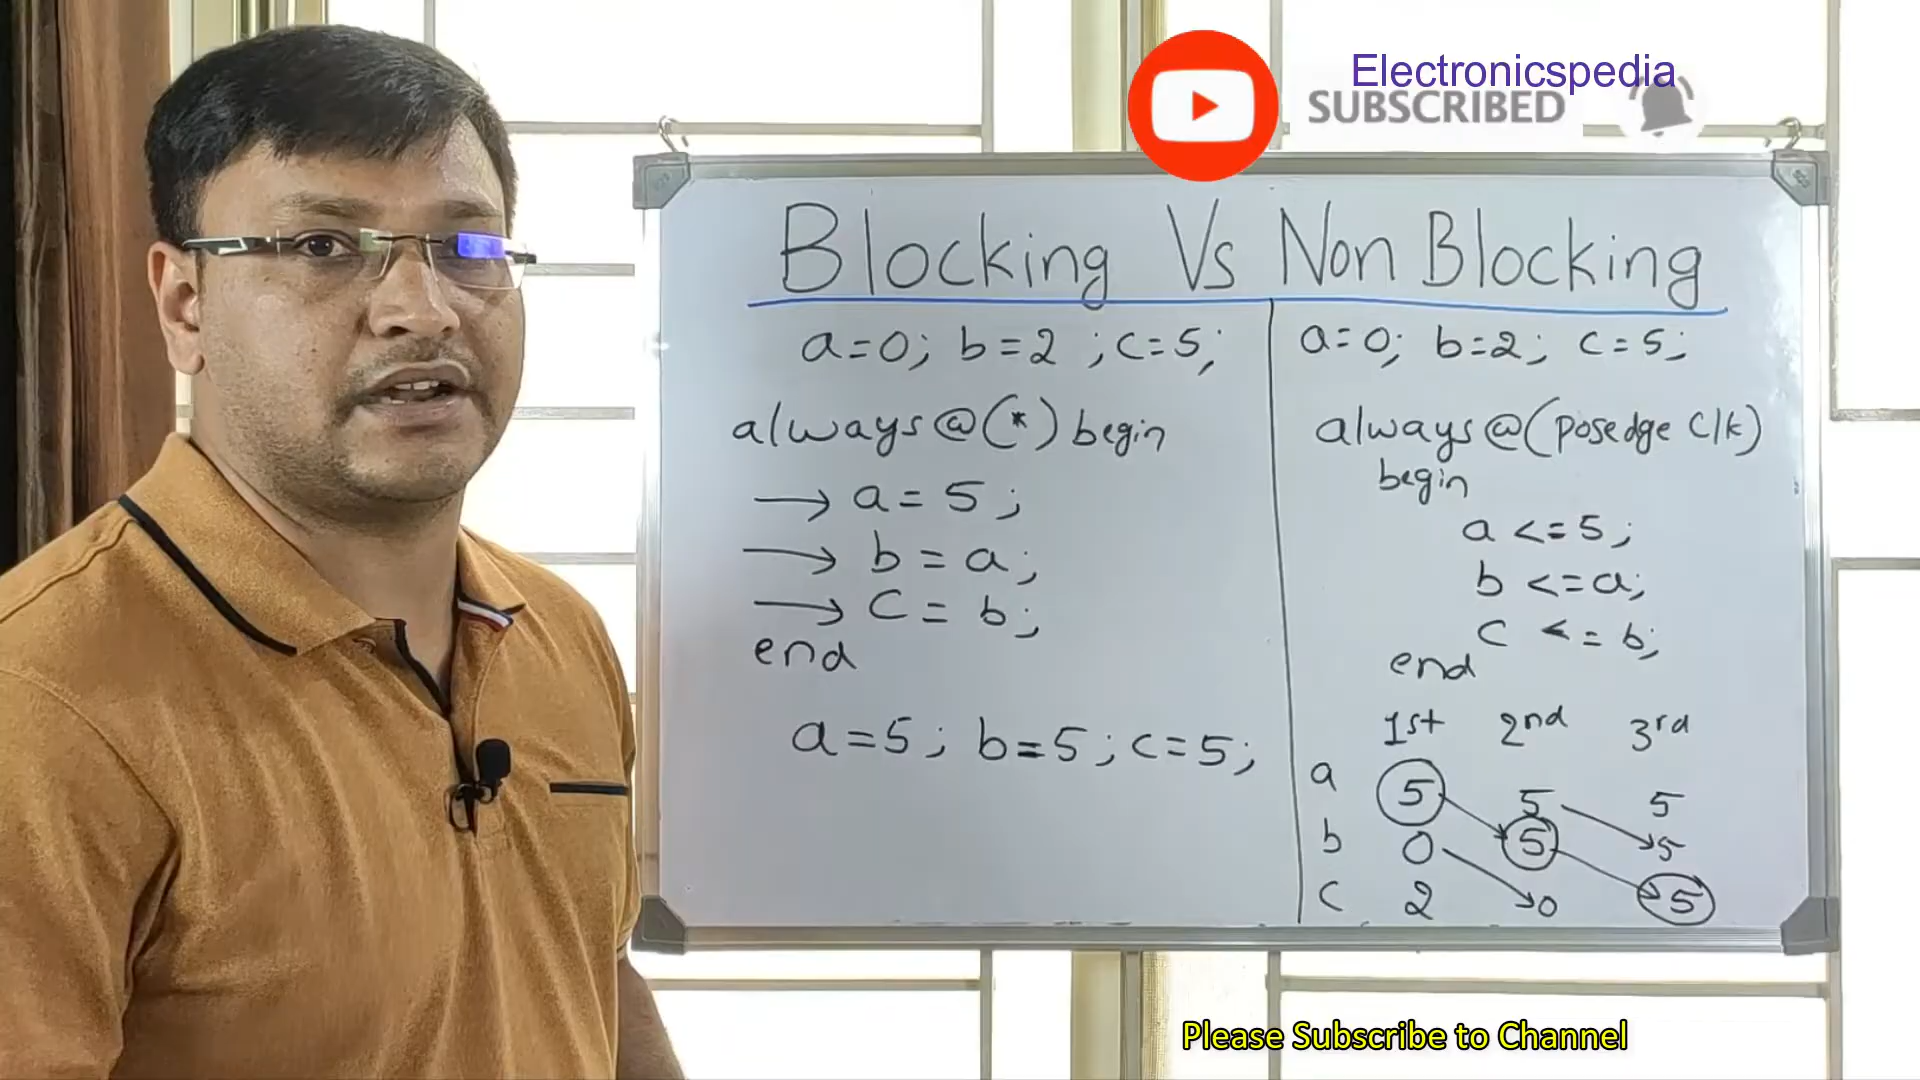 Electronicspedia
SUBSCRIBED
Blocking Vs Non Blocking
a=0; b=2; c=5;
always@(*) begin
→ a=5;
→ b=a;
→ c=b;
end
a=5; b=5; c=5;
a=0; b=2; c=5;
always@(posedge clk)
begin
a<=5;
b<=a;
c<=b;
end
1st 2nd 3rd
a 5 5 5
b 0 5 5
c 2 0 5
Please Subscribe to Channel